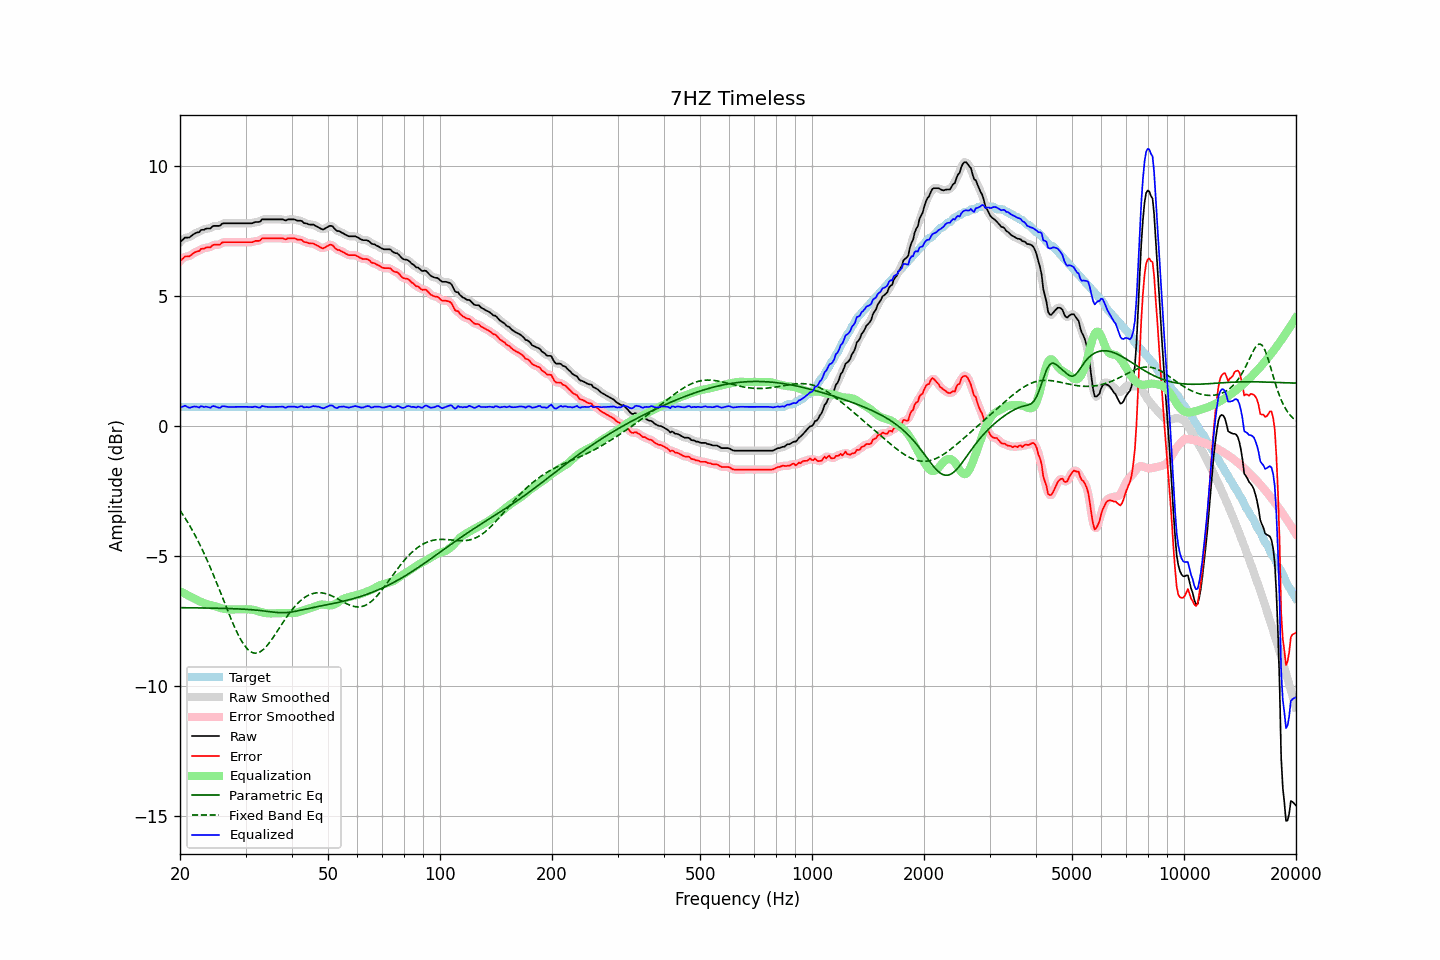 7HZ Timeless
Amplitude (dBr)
10
5
0
−5
−10
−15
Target
Raw Smoothed
Error Smoothed
Raw
Error
Equalization
Parametric Eq
Fixed Band Eq
Equalized
20 50 100 200 500 1000 2000 5000 10000 20000
Frequency (Hz)